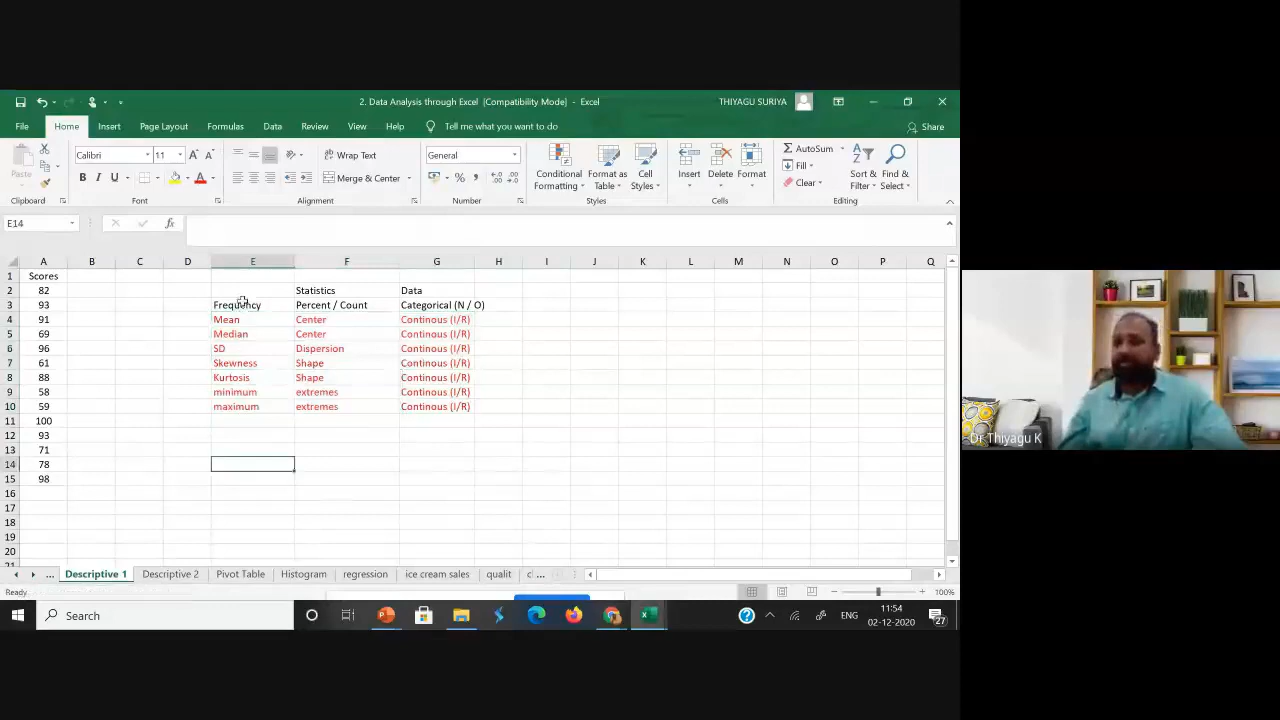 2. Data Analysis through Excel [Compatibility Mode] - Excel
THIYAGU SURIYA
File Home Insert Page Layout Formulas Data Review View Help Tell me what you want to do Share
Paste
Calibri 11
B I U
Wrap Text
Merge & Center
General
% ,
Conditional Formatting
Format as Table
Cell Styles
Insert Delete Format
AutoSum
Fill
Clear
Sort & Filter
Find & Select
Clipboard Font Alignment Number Styles Cells Editing
E14 fx
A B C D E F G H I J K L M N O P Q
1 Scores
2 82 Statistics Data
3 93 Frequency Percent / Count Categorical (N / O)
4 91 Mean Center Continous (I/R)
5 69 Median Center Continous (I/R)
6 96 SD Dispersion Continous (I/R)
7 61 Skewness Shape Continous (I/R)
8 88 Kurtosis Shape Continous (I/R)
9 58 minimum extremes Continous (I/R)
10 59 maximum extremes Continous (I/R)
11 100
12 93
13 71
14 78
15 98
16
17
18
19
20
21
... Descriptive 1 Descriptive 2 Pivot Table Histogram regression ice cream sales qualit ...
Ready 100%
Search
ENG
11:54
02-12-2020
27
Dr Thiyagu K